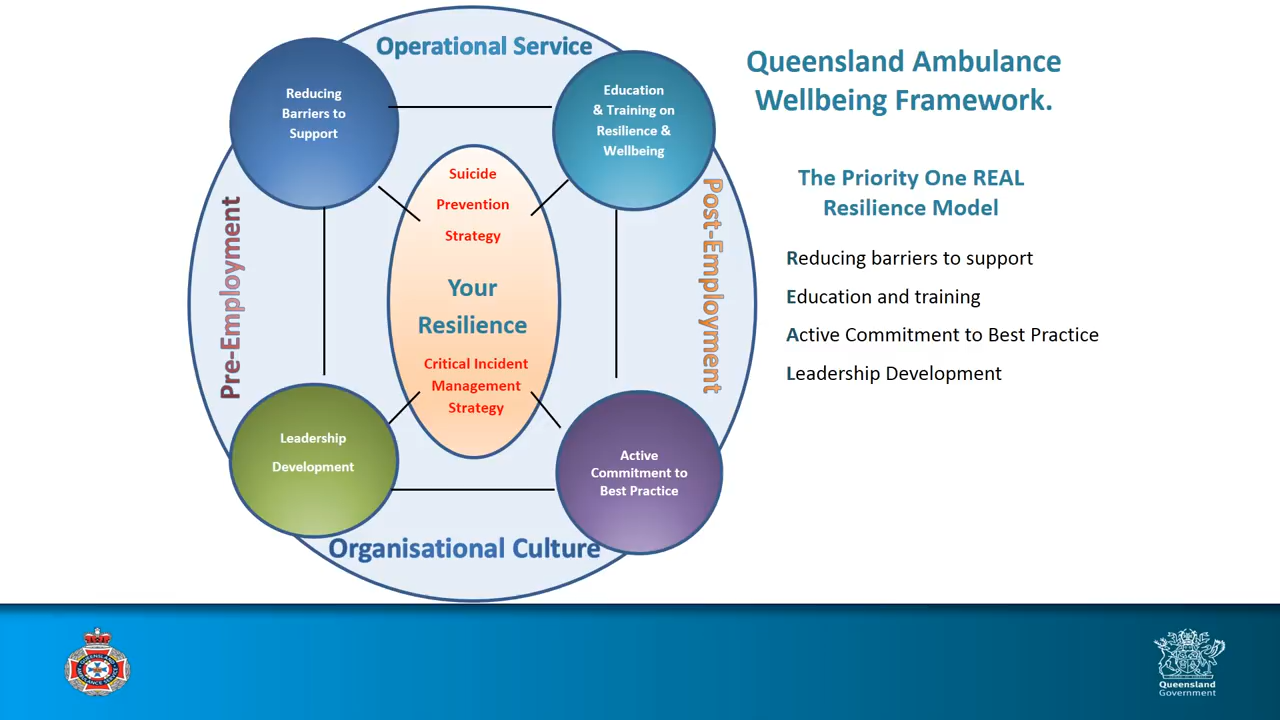 Operational Service
Reducing
Barriers to
Support
Education
& Training on
Resilience &
Wellbeing
Pre-Employment
Post-Employment
Suicide
Prevention
Strategy
Your
Resilience
Critical Incident
Management
Strategy
Leadership
Development
Active
Commitment to
Best Practice
Organisational Culture
Queensland Ambulance
Wellbeing Framework.
The Priority One REAL
Resilience Model
Reducing barriers to support
Education and training
Active Commitment to Best Practice
Leadership Development
Queensland
Government